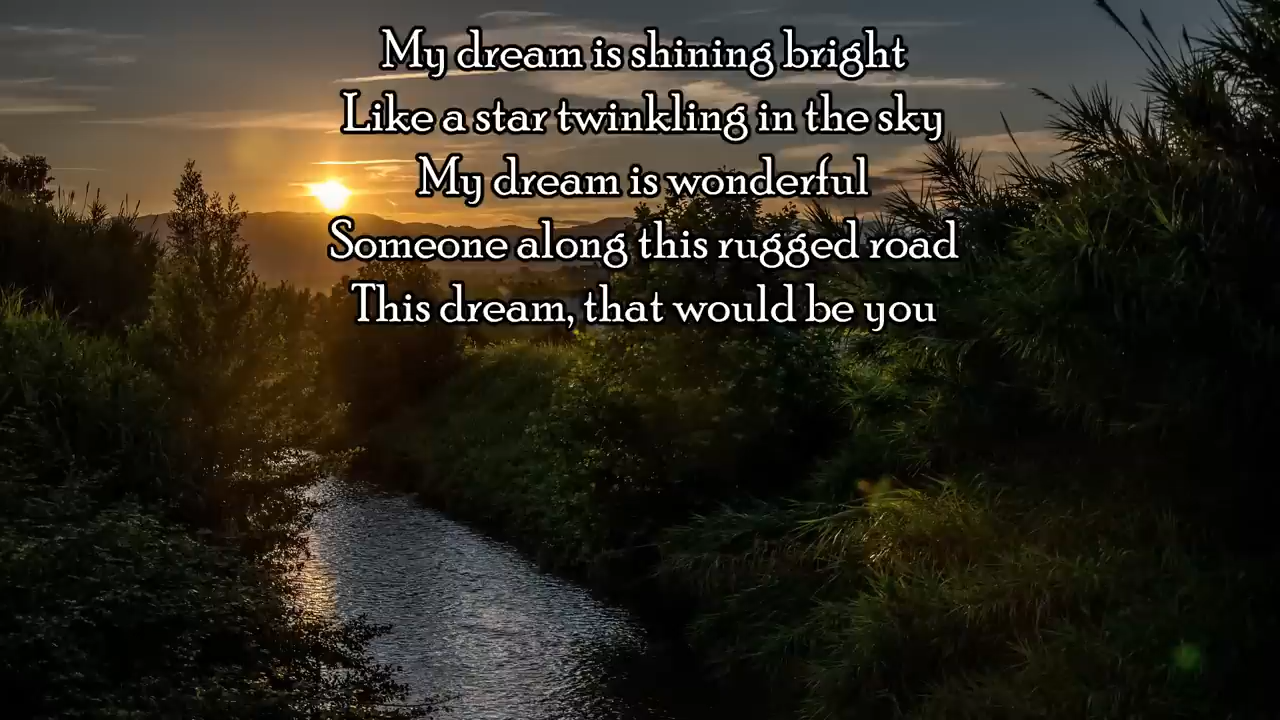 My dream is shining bright
Like a star twinkling in the sky
My dream is wonderful
Someone along this rugged road
This dream, that would be you